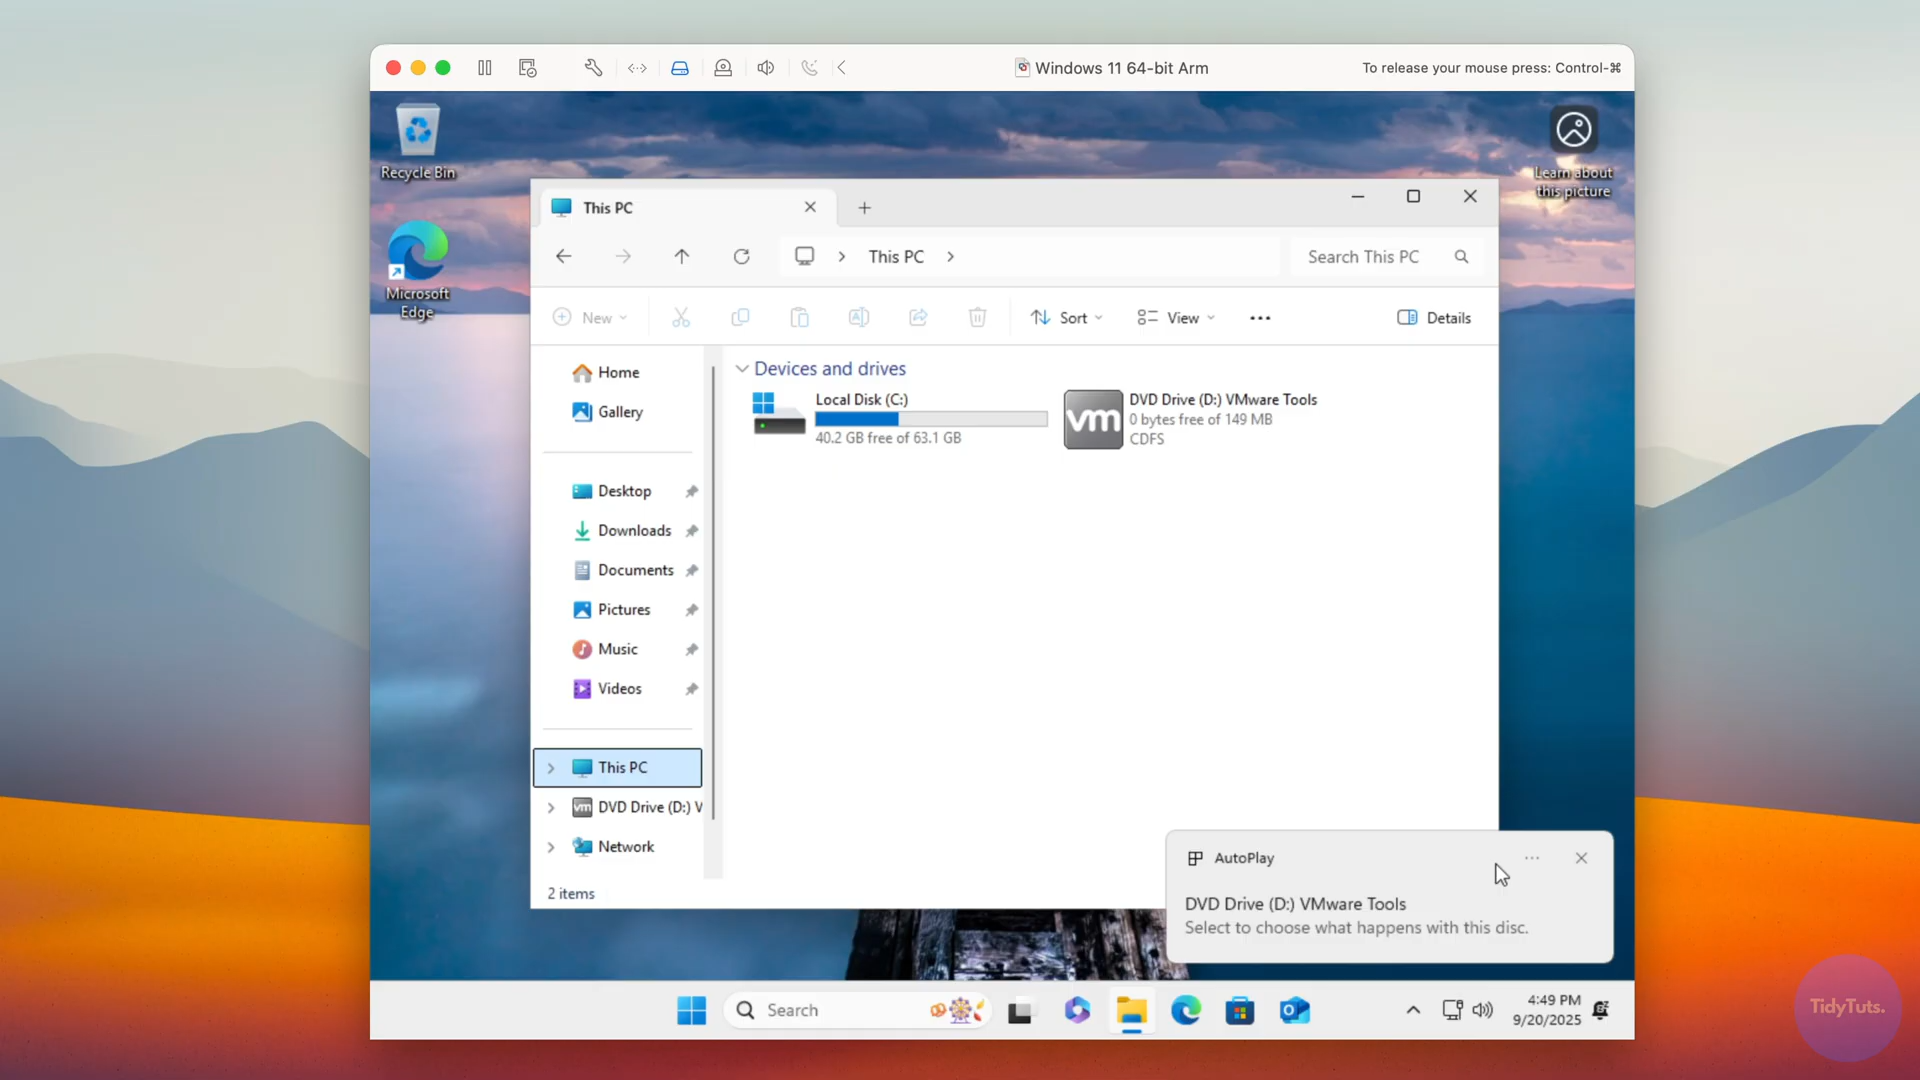 Windows 11 64-bit Arm
To release your mouse press: Control-⌘
Recycle Bin
Learn about
this picture
Microsoft
Edge
This PC
This PC
Search This PC
New
Sort
View
Details
Home
Gallery
Desktop
Downloads
Documents
Pictures
Music
Videos
This PC
DVD Drive (D:) V
Network
2 items
Devices and drives
Local Disk (C:)
40.2 GB free of 63.1 GB
vm
DVD Drive (D:) VMware Tools
0 bytes free of 149 MB
CDFS
AutoPlay
DVD Drive (D:) VMware Tools
Select to choose what happens with this disc.
Search
4:49 PM
9/20/2025
TidyTuts.